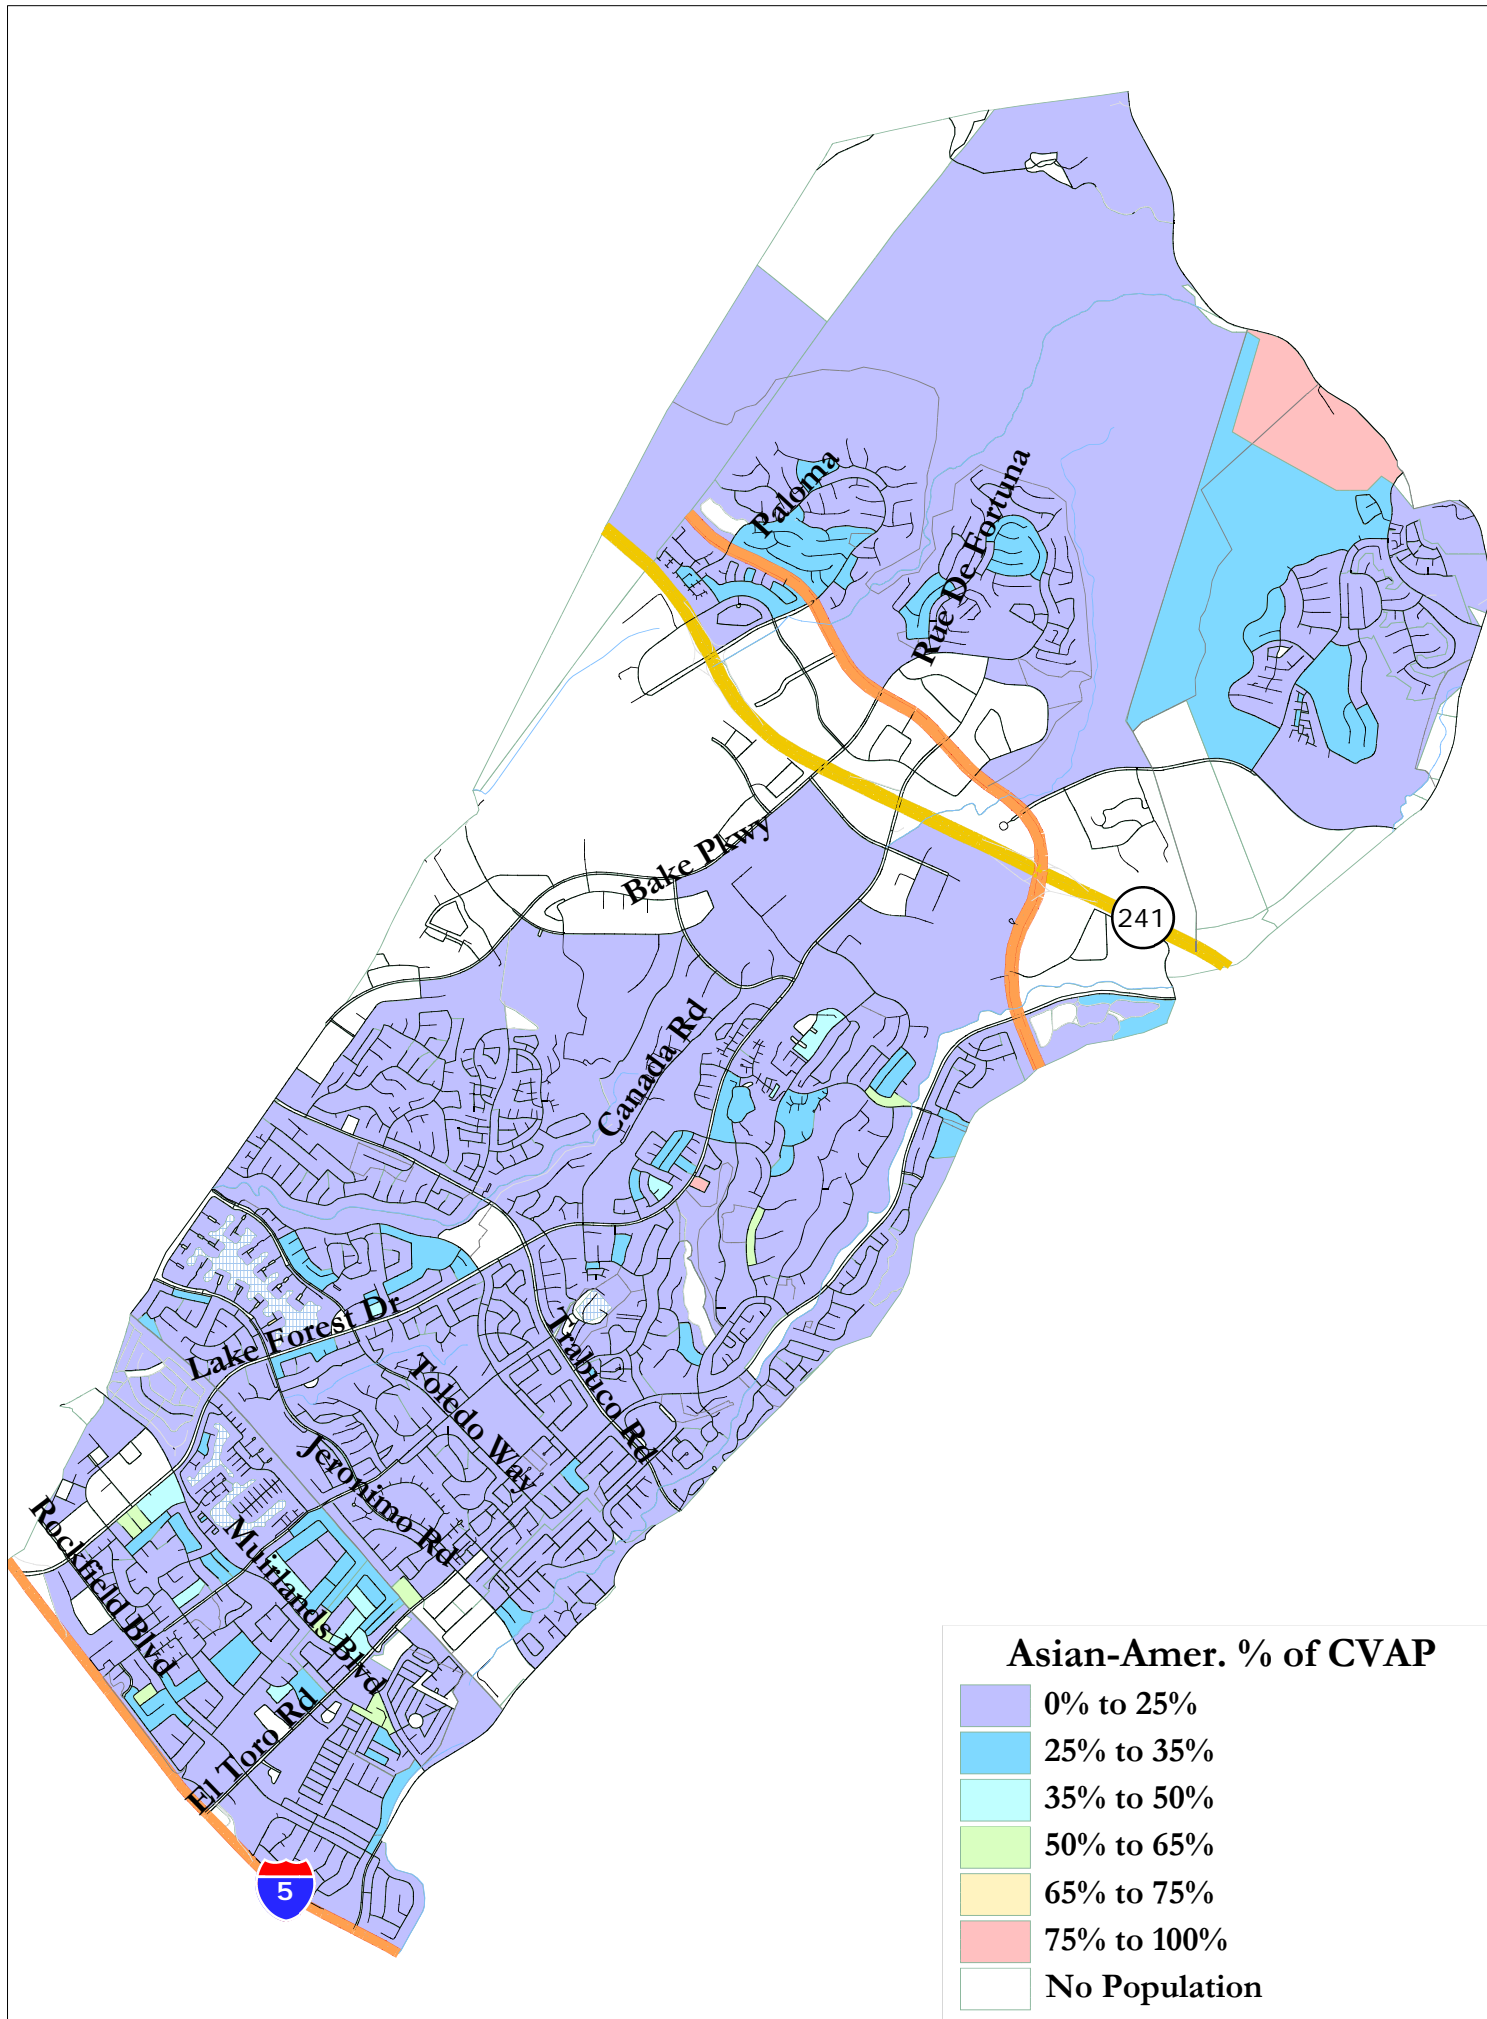 Paloma
Rue De Fortuna
Bake Pkwy
241
Canada Rd
Lake Forest Dr
Trabuco Rd
Toledo Way
Jeronimo Rd
Rockfield Blvd
Muirlands Blvd
El Toro Rd
5
Asian-Amer. % of CVAP
0% to 25%
25% to 35%
35% to 50%
50% to 65%
65% to 75%
75% to 100%
No Population